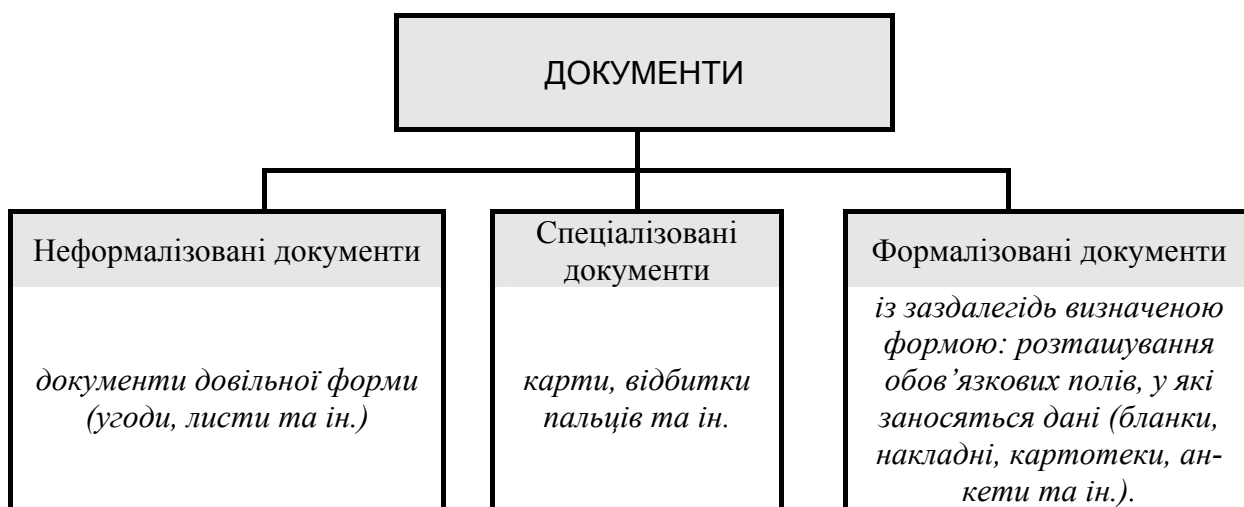 ДОКУМЕНТИ
Неформалізовані документи
документи довільної форми
(угоди, листи та ін.)
Спеціалізовані
документи
карти, відбитки
пальців та ін.
Формалізовані документи
із заздалегідь визначеною
формою: розташування
обов’язкових полів, у які
заносяться дані (бланки,
накладні, картотеки, ан-
кети та ін.).